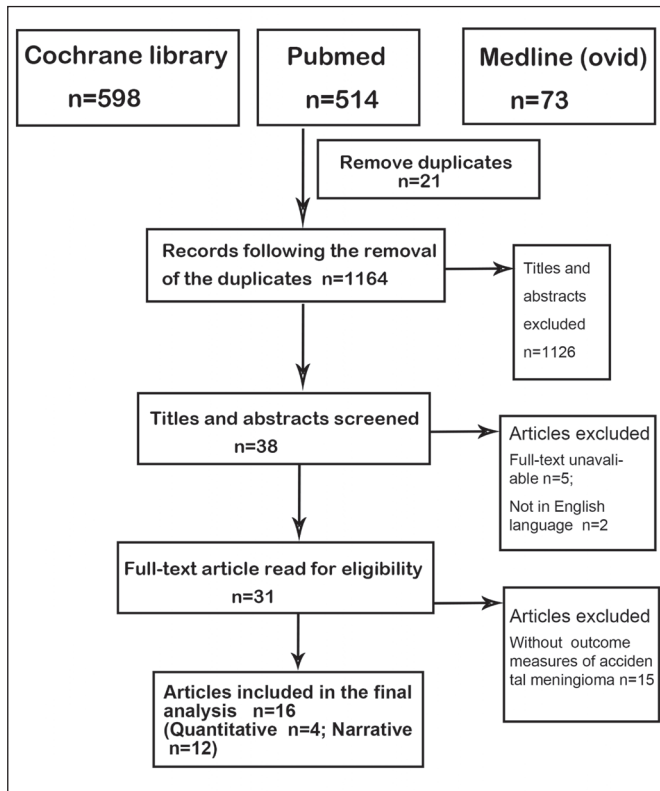 Cochrane library
n=598
Pubmed
n=514
Medline (ovid)
n=73
Remove duplicates
n=21
Records following the removal
of the duplicates n=1164
Titles and
abstracts
excluded
n=1126
Titles and abstracts screened
n=38
Articles excluded
Full-text unavali-
able n=5;
Not in English
language n=2
Full-text article read for eligibility
n=31
Articles excluded
Without outcome
measures of acciden
tal meningioma n=15
Articles included in the final
analysis n=16
(Quantitative n=4; Narrative
n=12)